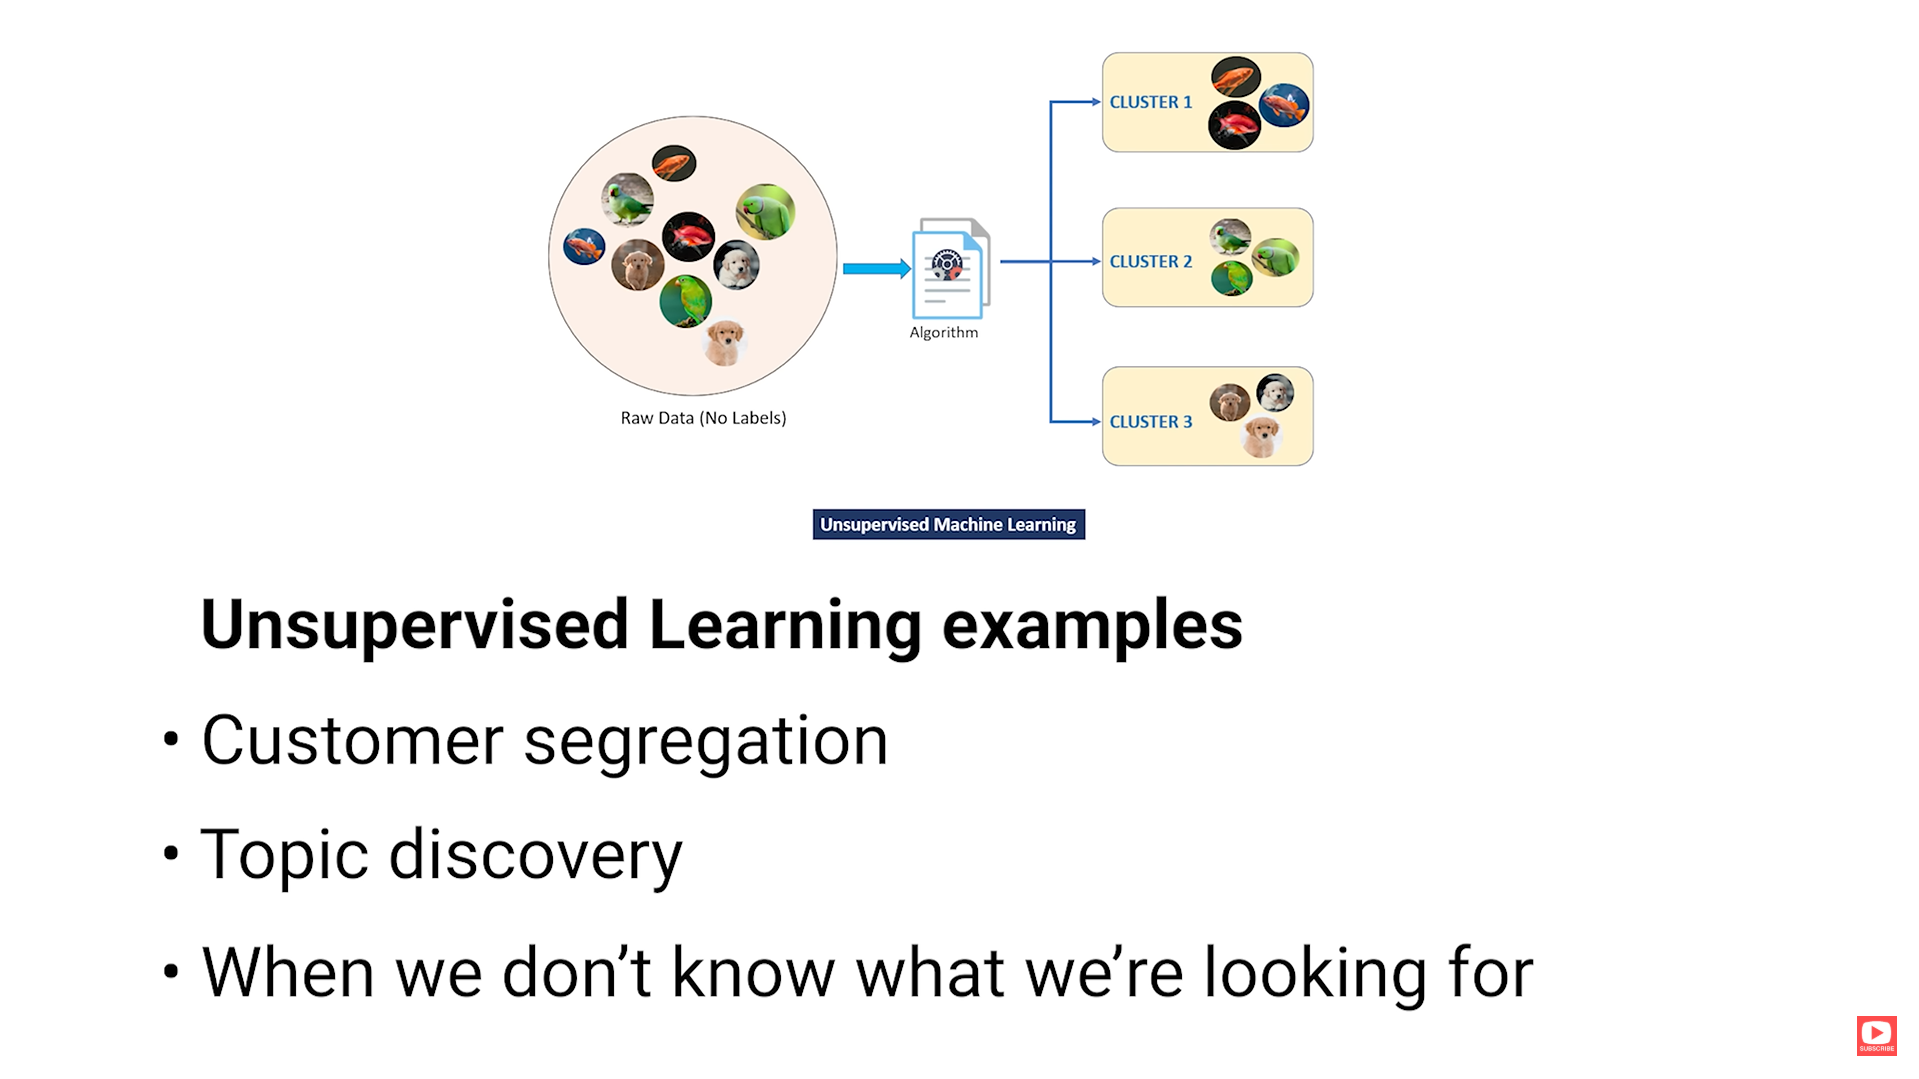 CLUSTER 1
CLUSTER 2
Algorithm
Raw Data (No Labels)
CLUSTER 3
Unsupervised Machine Learning
Unsupervised Learning examples
• Customer segregation
• Topic discovery
• When we don’t know what we’re looking for
SUBSCRIBE